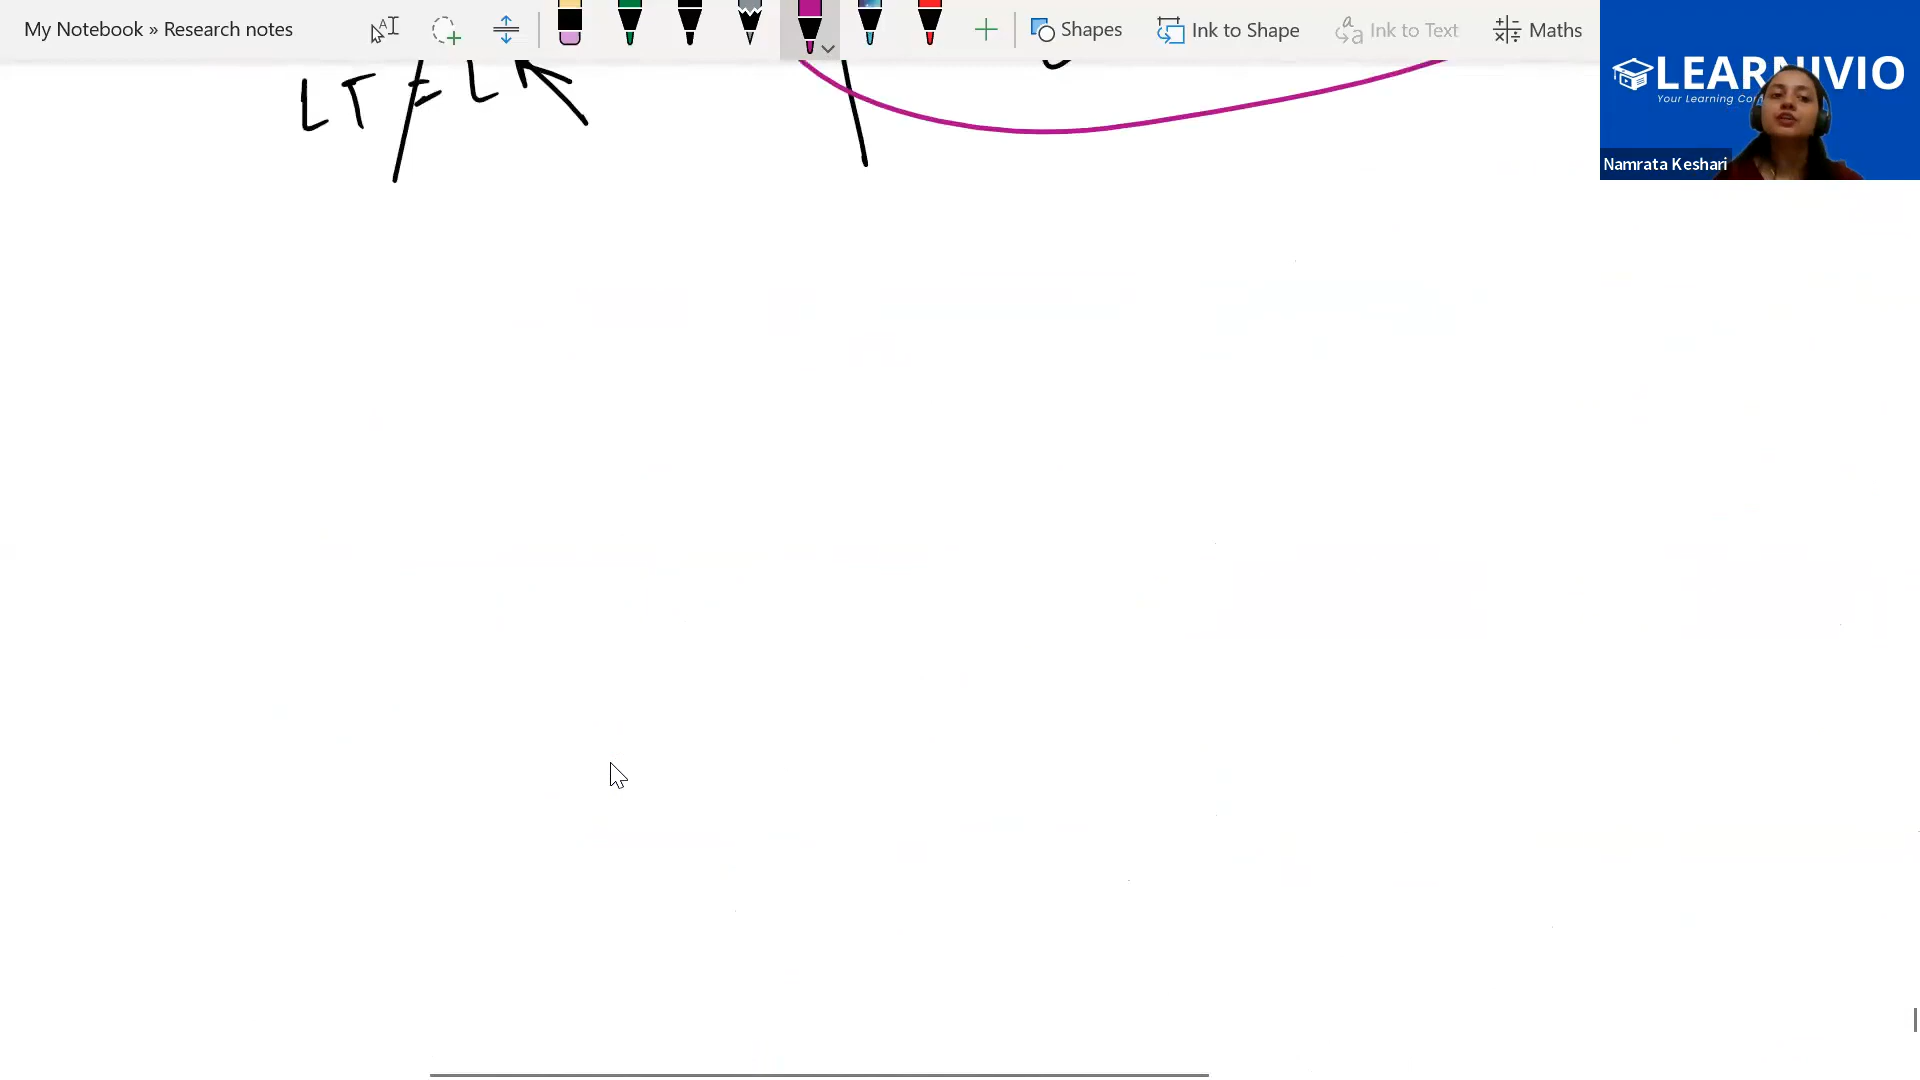 My Notebook » Research notes
Shapes
Ink to Shape
Ink to Text
Maths
LEARNIVIO
Your Learning Co
Namrata Keshari
LT = L